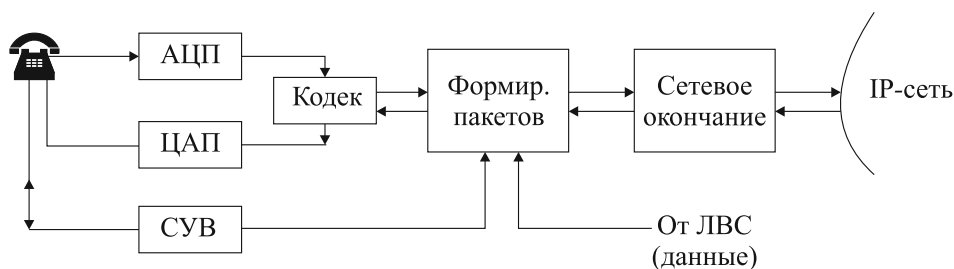 АЦП
Кодек
ЦАП
СУВ
Формир.
пакетов
Сетевое
окончание
IP-сеть
От ЛВС
(данные)